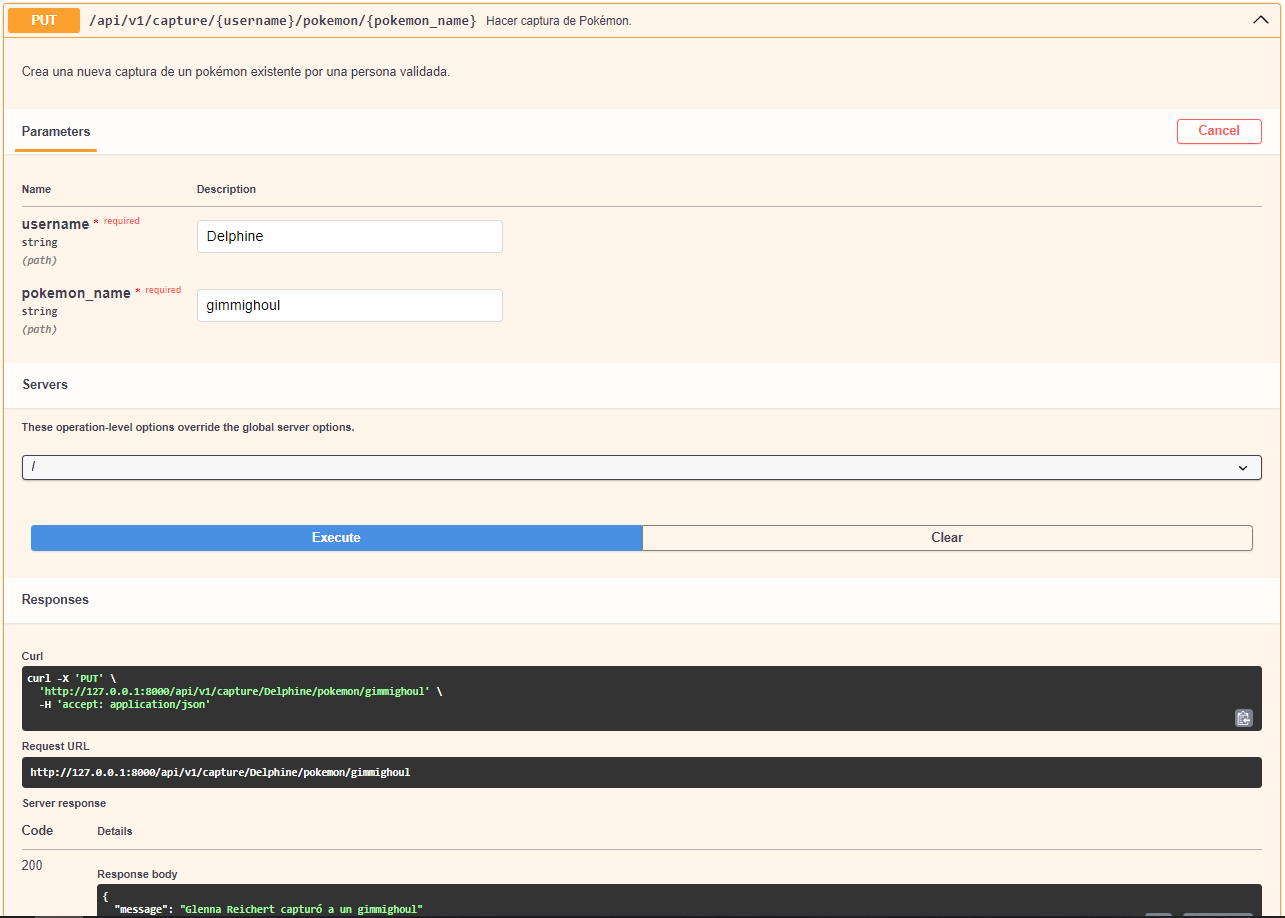 PUT /api/v1/capture/{username}/pokemon/{pokemon_name} Hacer captura de Pokémon.
Crea una nueva captura de un pokémon existente por una persona validada.
Parameters Cancel
Name Description
username * required Delphine
string
(path)
pokemon_name * required gimmighoul
string
(path)
Servers
These operation-level options override the global server options.
/
Execute Clear
Responses
Curl
curl -X 'PUT' \
'http://127.0.0.1:8000/api/v1/capture/Delphine/pokemon/gimmighoul' \
-H 'accept: application/json'
Request URL
http://127.0.0.1:8000/api/v1/capture/Delphine/pokemon/gimmighoul
Server response
Code Details
200
Response body
{
"message": "Glenna Reichert capturó a un gimmighoul"